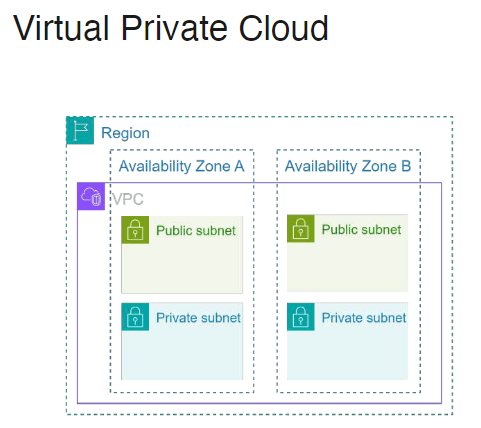 Virtual Private Cloud
Region
Availability Zone A
Availability Zone B
VPC
Public subnet
Public subnet
Private subnet
Private subnet